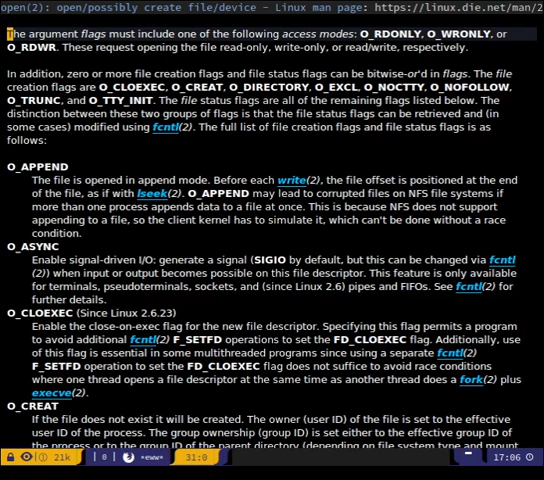 open(2): open/possibly create file/device - Linux man page: https://linux.die.net/man/2
The argument flags must include one of the following access modes: O_RDONLY, O_WRONLY, or
O_RDWR. These request opening the file read-only, write-only, or read/write, respectively.
In addition, zero or more file creation flags and file status flags can be bitwise-or'd in flags. The file
creation flags are O_CLOEXEC, O_CREAT, O_DIRECTORY, O_EXCL, O_NOCTTY, O_NOFOLLOW,
O_TRUNC, and O_TTY_INIT. The file status flags are all of the remaining flags listed below. The
distinction between these two groups of flags is that the file status flags can be retrieved and (in
some cases) modified using fcntl(2). The full list of file creation flags and file status flags is as
follows:
O_APPEND
The file is opened in append mode. Before each write(2), the file offset is positioned at the end
of the file, as if with lseek(2). O_APPEND may lead to corrupted files on NFS file systems if
more than one process appends data to a file at once. This is because NFS does not support
appending to a file, so the client kernel has to simulate it, which can't be done without a race
condition.
O_ASYNC
Enable signal-driven I/O: generate a signal (SIGIO by default, but this can be changed via fcntl
(2)) when input or output becomes possible on this file descriptor. This feature is only available
for terminals, pseudoterminals, sockets, and (since Linux 2.6) pipes and FIFOs. See fcntl(2) for
further details.
O_CLOEXEC (Since Linux 2.6.23)
Enable the close-on-exec flag for the new file descriptor. Specifying this flag permits a program
to avoid additional fcntl(2) F_SETFD operations to set the FD_CLOEXEC flag. Additionally, use
of this flag is essential in some multithreaded programs since using a separate fcntl(2)
F_SETFD operation to set the FD_CLOEXEC flag does not suffice to avoid race conditions
where one thread opens a file descriptor at the same time as another thread does a fork(2) plus
execve(2).
O_CREAT
If the file does not exist it will be created. The owner (user ID) of the file is set to the effective
user ID of the process. The group ownership (group ID) is set either to the effective group ID of
the process or to the group ID of the parent directory (depending on file system type and mount
21k | 0 *eww* 31:0 17:06